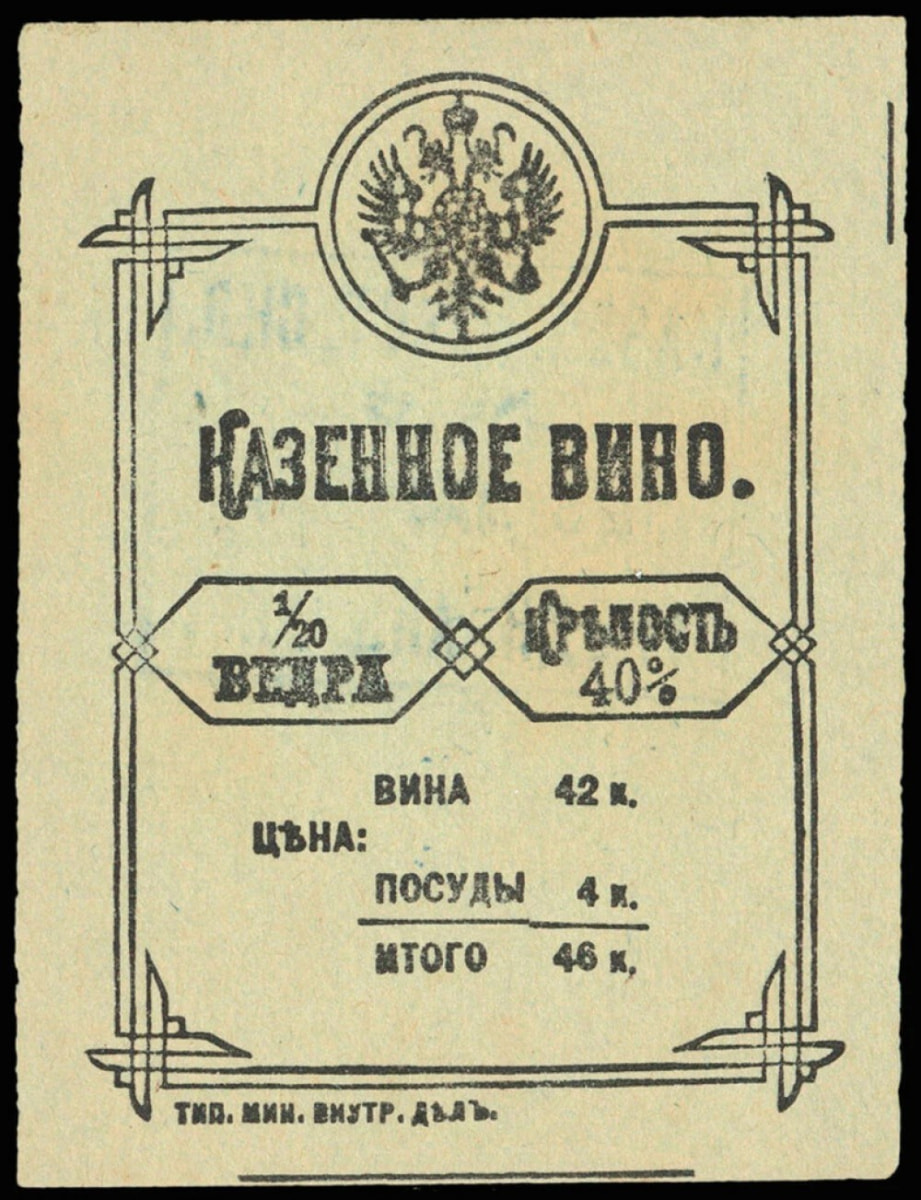 КАЗЕННОЕ ВИНО.
1/20
ВЕДРА
КРѢПОСТЬ
40%
ВИНА 42 к.
ЦѢНА:
ПОСУДЫ 4 к.
ИТОГО 46 к.
ТИП. МИН. ВНУТР. ДѢЛЪ.